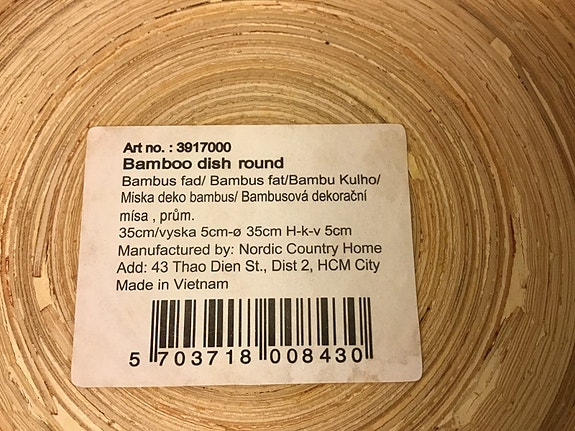 Art no. : 3917000
Bamboo dish round
Bambus fad/ Bambus fat/Bambu Kulho/
Miska deko bambus/ Bambusová dekorační
mísa , prům.
35cm/vyska 5cm-ø 35cm H-k-v 5cm
Manufactured by: Nordic Country Home
Add: 43 Thao Dien St., Dist 2, HCM City
Made in Vietnam
5 703718 008430